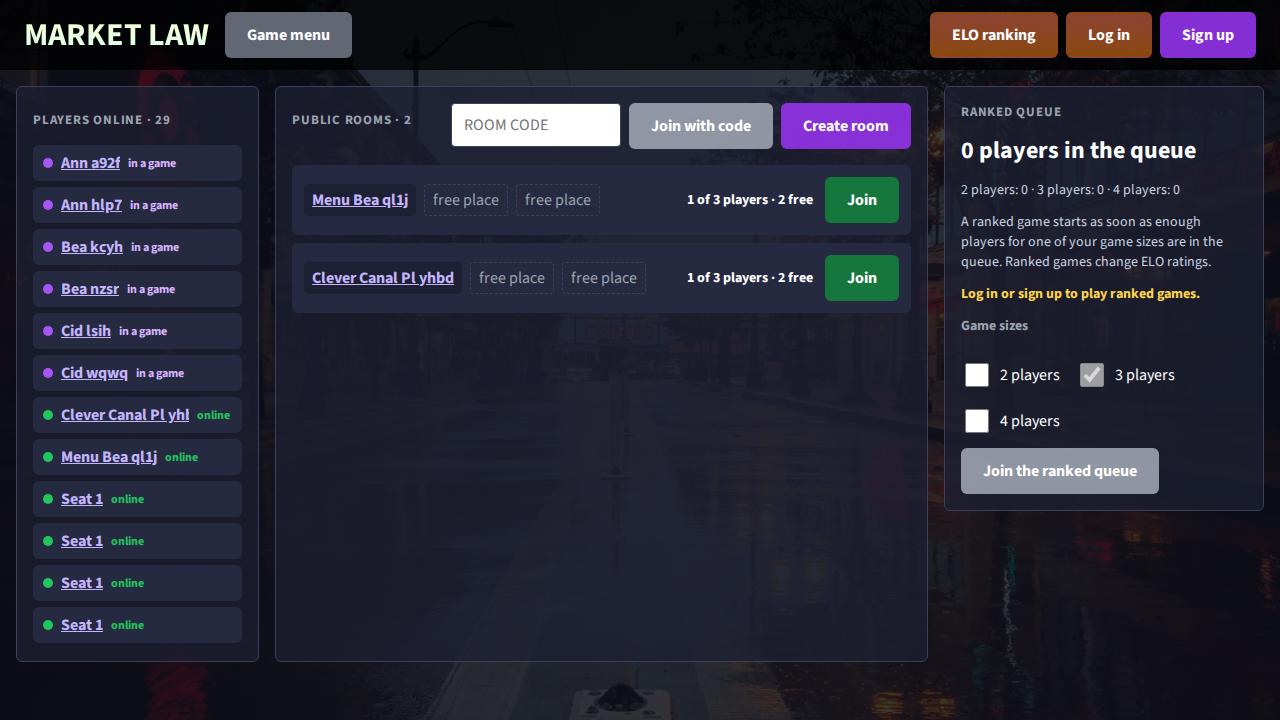 MARKET LAW
Game menu
ELO ranking
Log in
Sign up
PLAYERS ONLINE · 29
Ann a92f in a game
Ann hlp7 in a game
Bea kcyh in a game
Bea nzsr in a game
Cid lsih in a game
Cid wqwq in a game
Clever Canal Pl yhb online
Menu Bea ql1j online
Seat 1 online
Seat 1 online
Seat 1 online
Seat 1 online
PUBLIC ROOMS · 2
ROOM CODE
Join with code
Create room
Menu Bea ql1j free place free place 1 of 3 players · 2 free Join
Clever Canal Pl yhbd free place free place 1 of 3 players · 2 free Join
RANKED QUEUE
0 players in the queue
2 players: 0 · 3 players: 0 · 4 players: 0
A ranked game starts as soon as enough
players for one of your game sizes are in the
queue. Ranked games change ELO ratings.
Log in or sign up to play ranked games.
Game sizes
2 players 3 players
4 players
Join the ranked queue